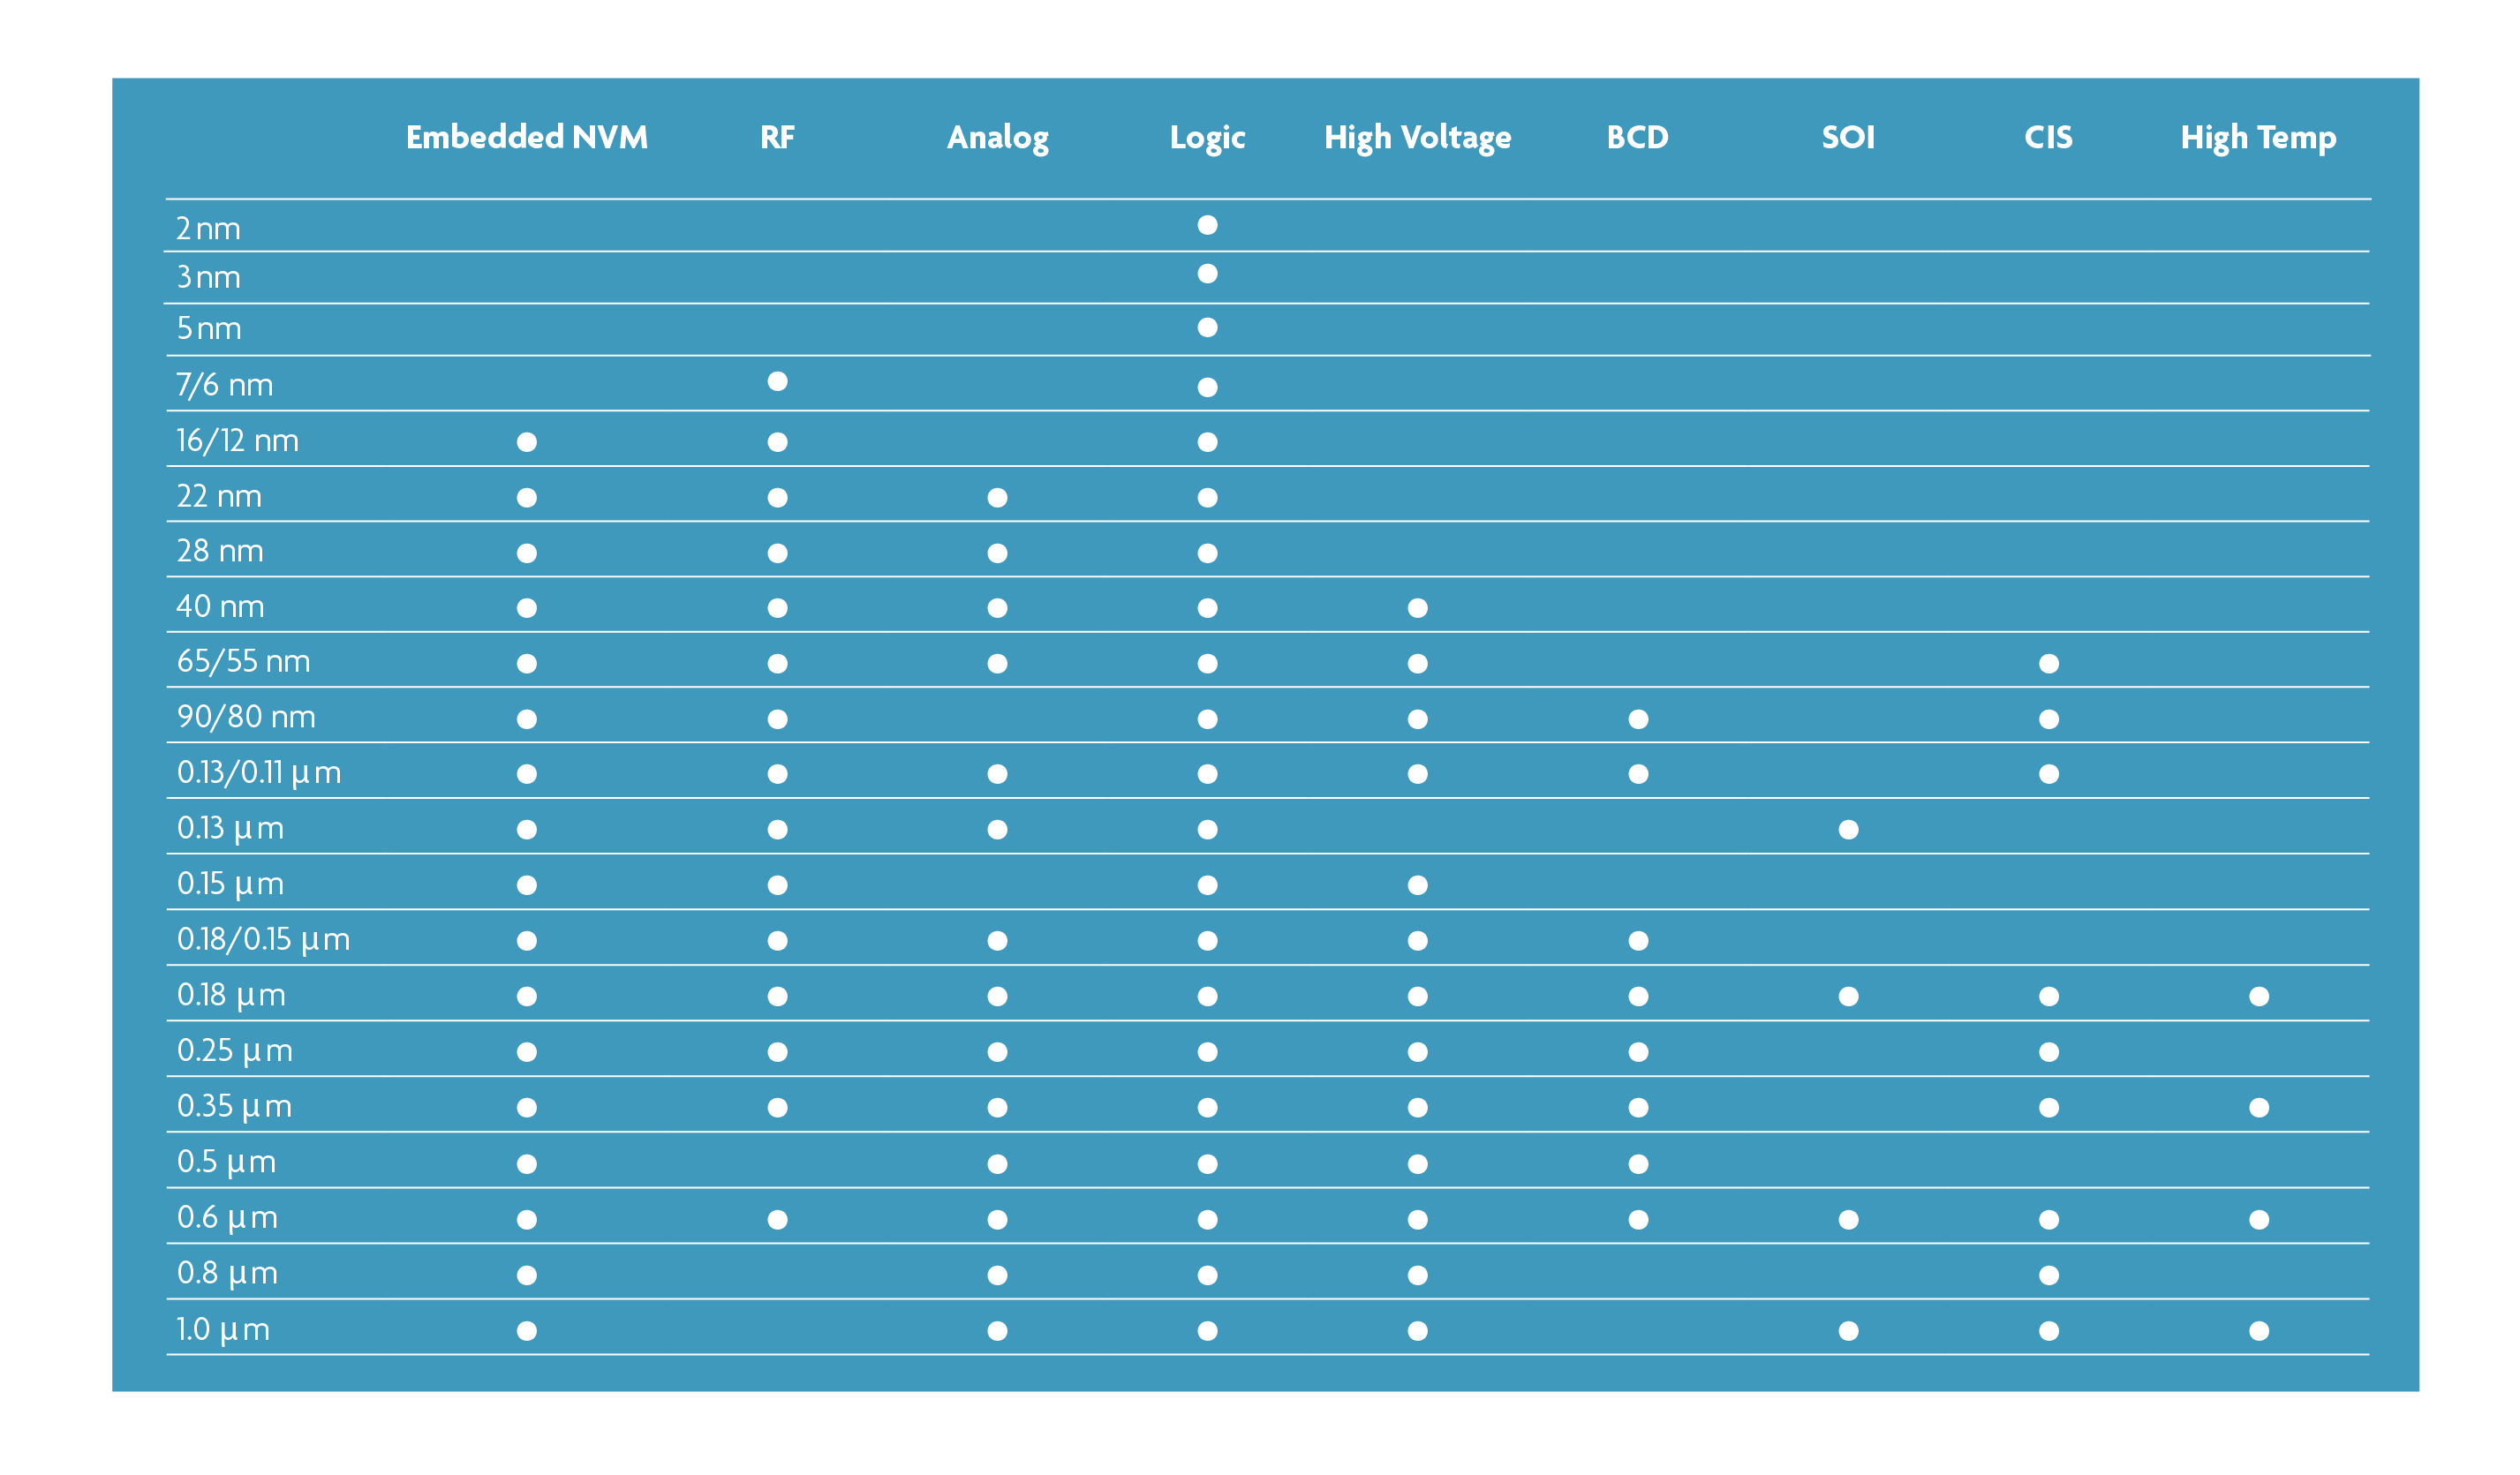 Embedded NVM RF Analog Logic High Voltage BCD SOI CIS High Temp
2 nm
3 nm
5 nm
7/6 nm
16/12 nm
22 nm
28 nm
40 nm
65/55 nm
90/80 nm
0.13/0.11 µm
0.13 µm
0.15 µm
0.18/0.15 µm
0.18 µm
0.25 µm
0.35 µm
0.5 µm
0.6 µm
0.8 µm
1.0 µm